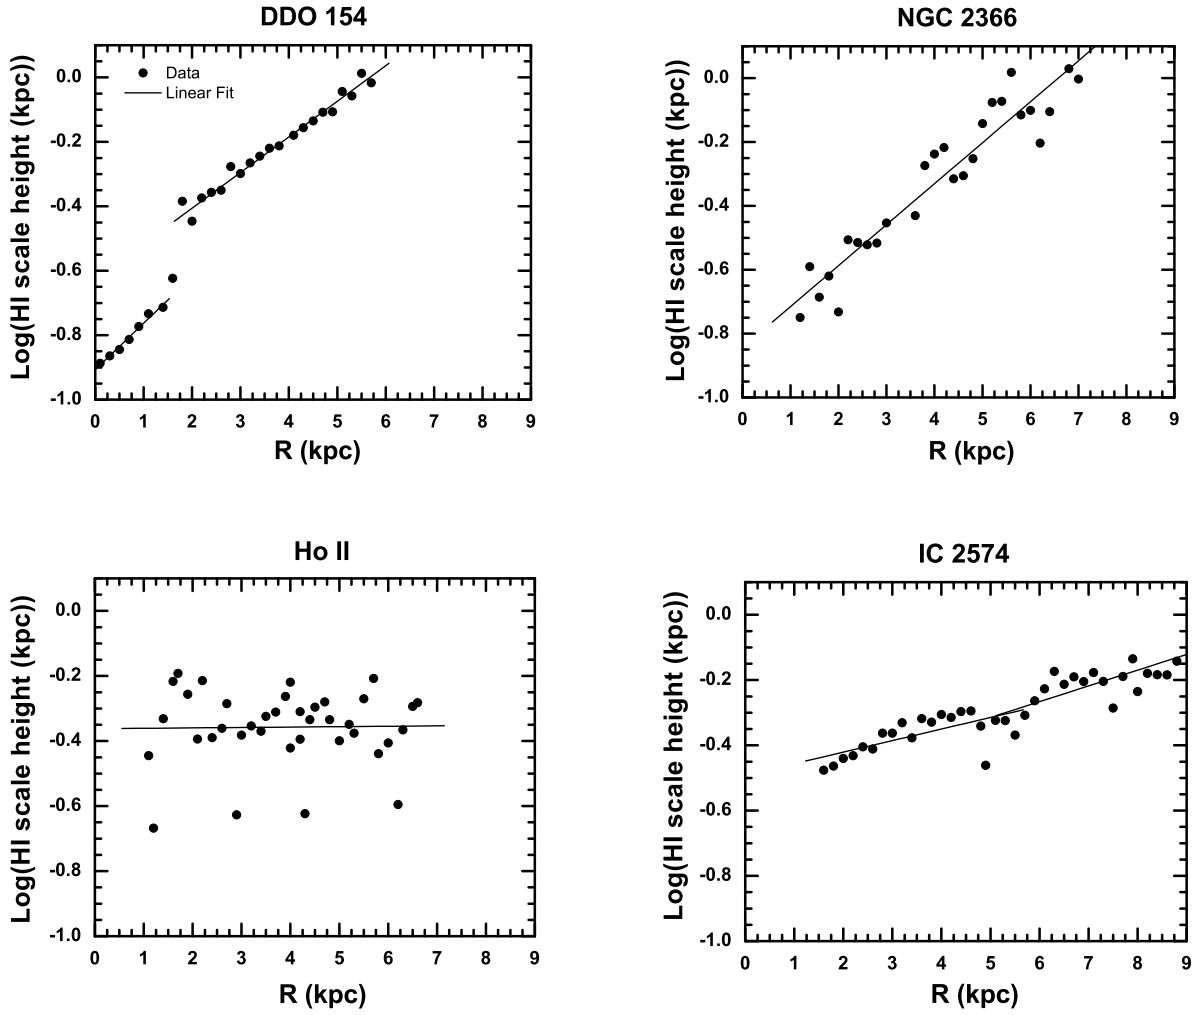 DDO 154
Log(HI scale height (kpc))
0.0
-0.2
-0.4
-0.6
-0.8
-1.0
Data
Linear Fit
0 1 2 3 4 5 6 7 8 9
R (kpc)
NGC 2366
Log(HI scale height (kpc))
0.0
-0.2
-0.4
-0.6
-0.8
-1.0
0 1 2 3 4 5 6 7 8 9
R (kpc)
Ho II
Log(HI scale height (kpc))
0.0
-0.2
-0.4
-0.6
-0.8
-1.0
0 1 2 3 4 5 6 7 8 9
R (kpc)
IC 2574
Log(HI scale height (kpc))
0.0
-0.2
-0.4
-0.6
-0.8
-1.0
0 1 2 3 4 5 6 7 8 9
R (kpc)